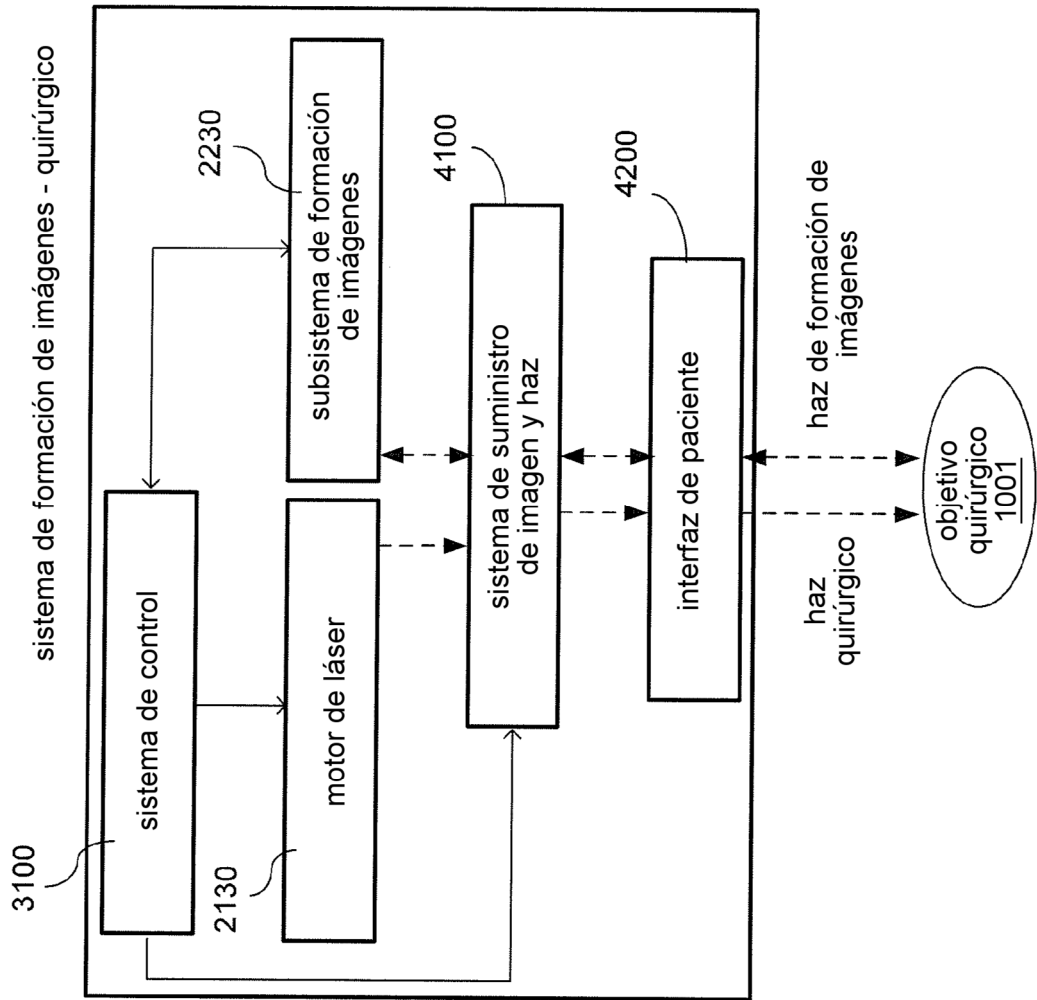 sistema de formación de imágenes - quirúrgico
3100
sistema de control
2130
motor de láser
2230
subsistema de formación
de imágenes
4100
sistema de suministro
de imagen y haz
4200
interfaz de paciente
haz
quirúrgico
haz de formación de
imágenes
objetivo
quirúrgico
1001